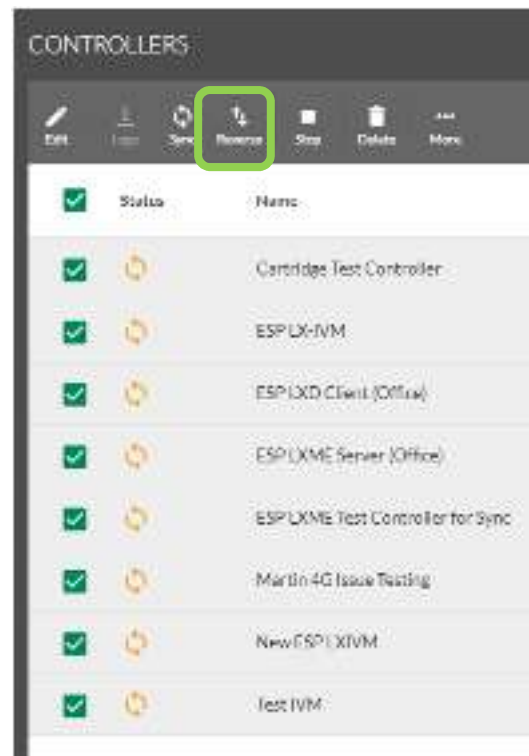 CONTROLLERS
Edit Sync Reverse Stop Delete More
Status Name
Cartridge Test Controller
ESP LX-IVM
ESP LXD Client (Office)
ESP LXME Server (Office)
ESP LXME Test Controller for Sync
Martin 4G Issue Testing
New ESP LXIVM
Test IVM